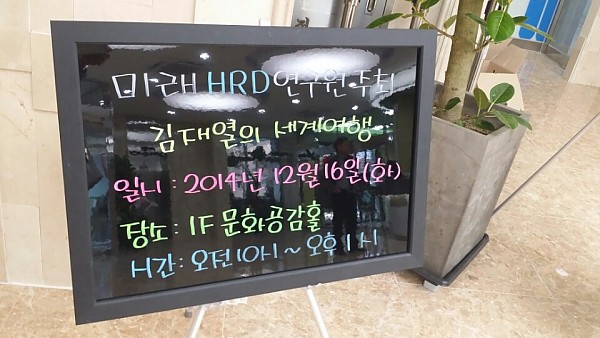 미래 HRD연구원 주최
김재열의 세계여행
일시 : 2014년 12월 16일(화)
장소 : 1F 문화공감홀
시간 : 오전 10시 ~ 오후 1시